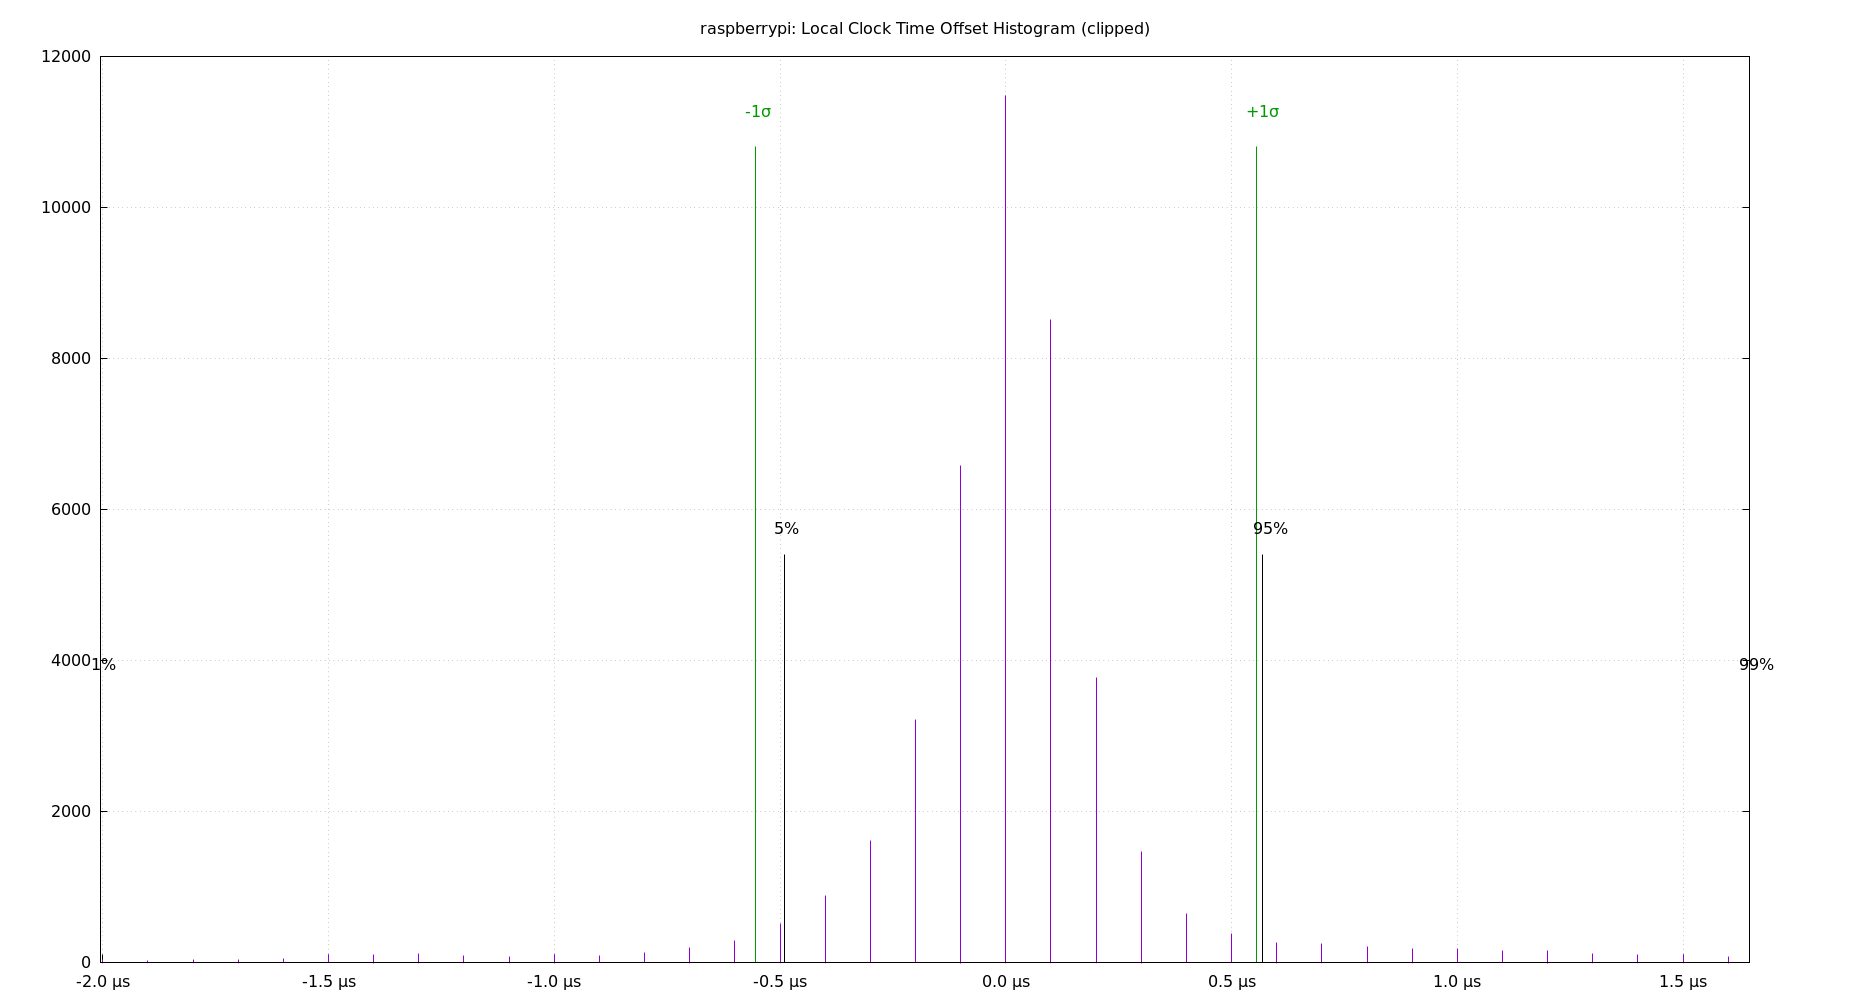 raspberrypi: Local Clock Time Offset Histogram (clipped)
12000
-1σ
+1σ
10000
8000
6000
5%
95%
4000
1%
99%
2000
0
-2.0 μs
-1.5 μs
-1.0 μs
-0.5 μs
0.0 μs
0.5 μs
1.0 μs
1.5 μs